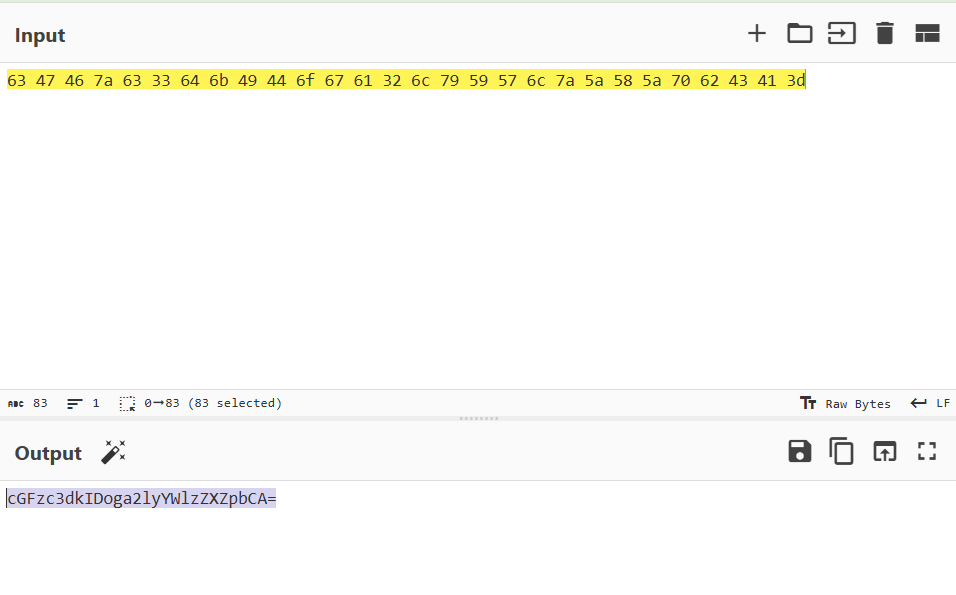 Input
63 47 46 7a 63 33 64 6b 49 44 6f 67 61 32 6c 79 59 57 6c 7a 5a 58 5a 70 62 43 41 3d
ABC 83 1 0→83 (83 selected) Raw Bytes LF
Output
cGFzc3dkIDoga2lyYWlzZXZpbCA=